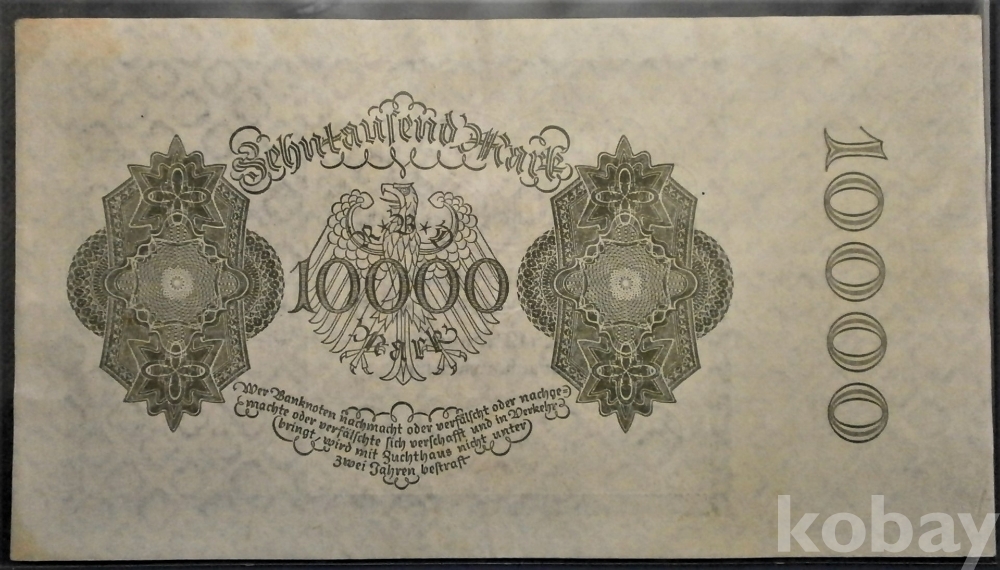 Zehntausend Mark
R·B·D
10000
Mark
Wer Banknoten nachmacht oder verfälscht oder nachge=
machte oder verfälschte sich verschafft und in Verkehr
bringt, wird mit Zuchthaus nicht unter
zwei Jahren bestraft
10000
kobay